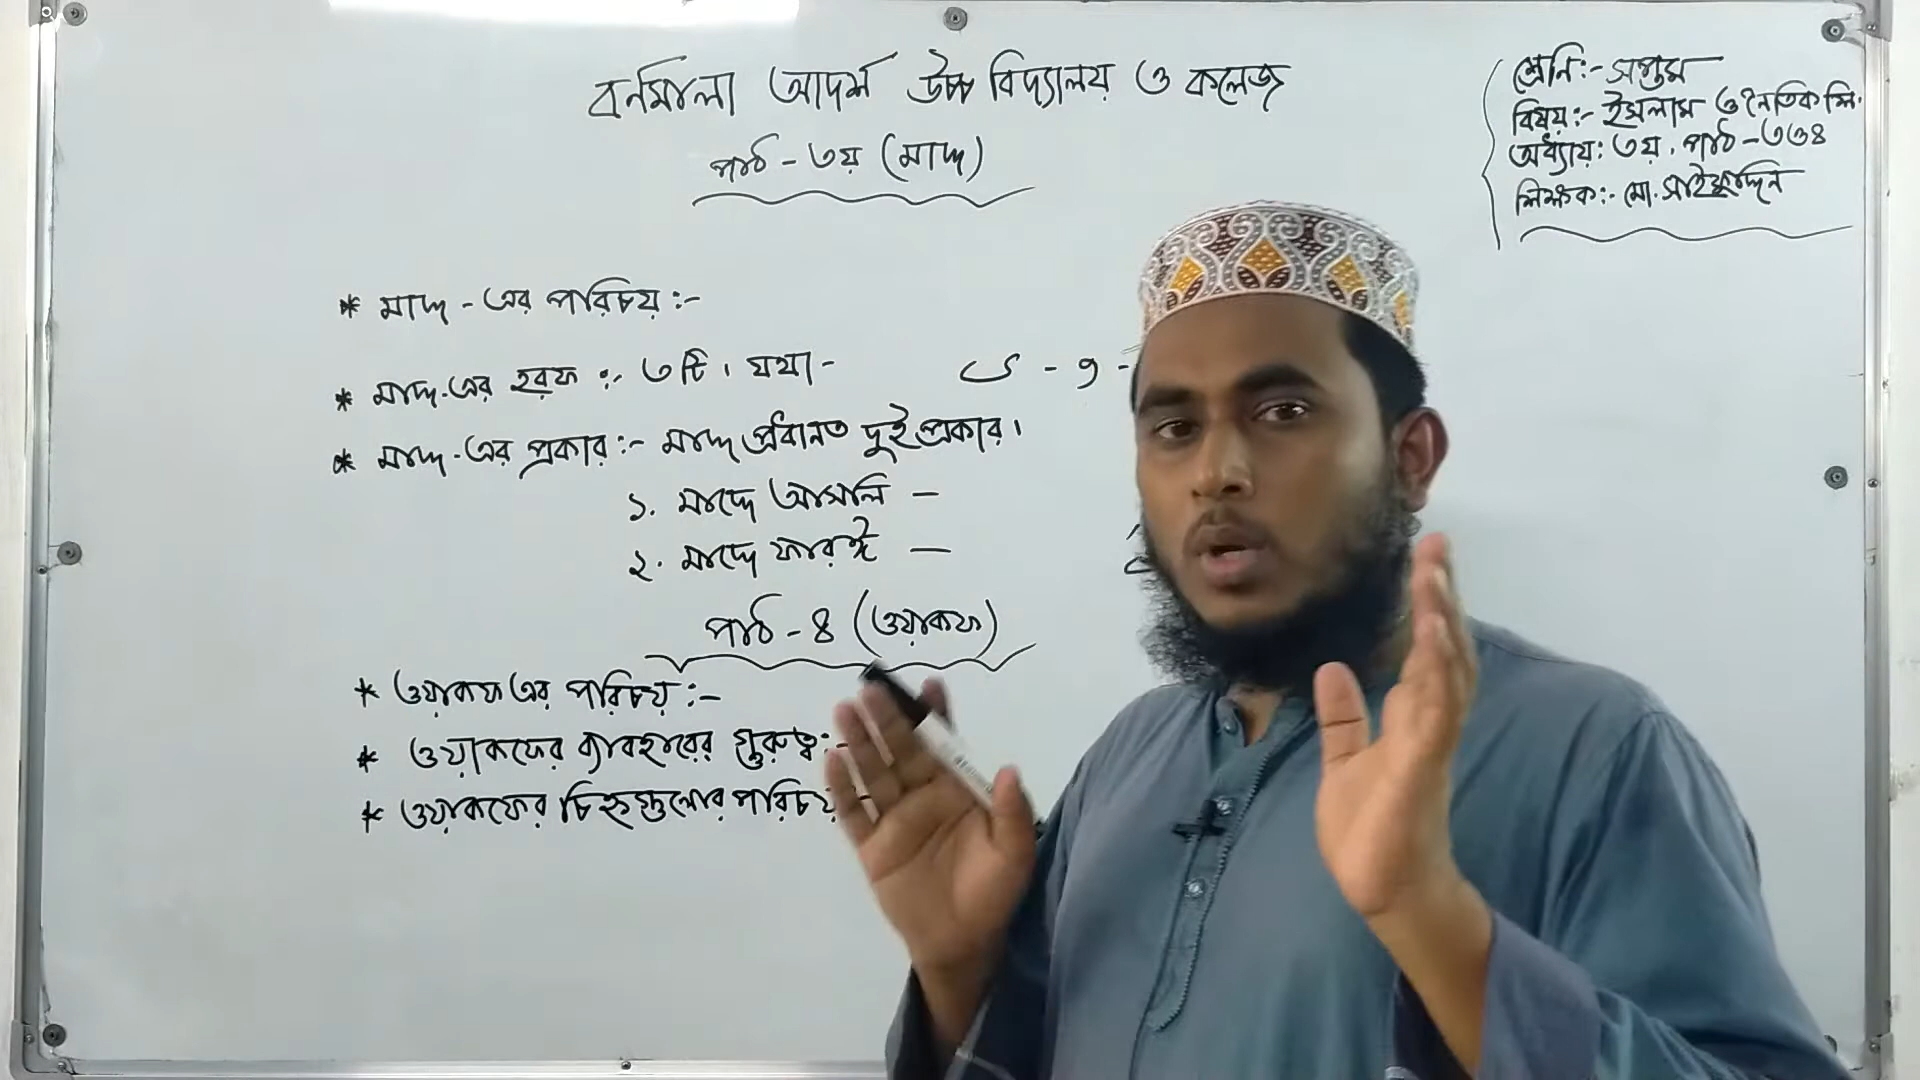 বর্নমালা আদর্শ উচ্চ বিদ্যালয় ও কলেজ
পাঠ - ৩য় (মাদ্দ)
শ্রেনি:- সপ্তম
বিষয়:- ইসলাম ও নৈতিক শি.
অধ্যায়: ৩য়, পাঠ - ৩ও৪
শিক্ষক:- মো. সাইফুদ্দিন
* মাদ্দ - এর পরিচয় :-
* মাদ্দ-এর হরফ :- ৩টি। যথা - ى - و -
* মাদ্দ-এর প্রকার :- মাদ্দ প্রধানত দুই প্রকার।
১. মাদ্দে আসলি —
২. মাদ্দে ফারঈ —
পাঠ - ৪ (ওয়াকফ)
* ওয়াকফ এর পরিচয় :-
* ওয়াকফের ব্যাবহারের গুরুত্ব :-
* ওয়াকফের চিহ্নগুলোর পরিচয় -